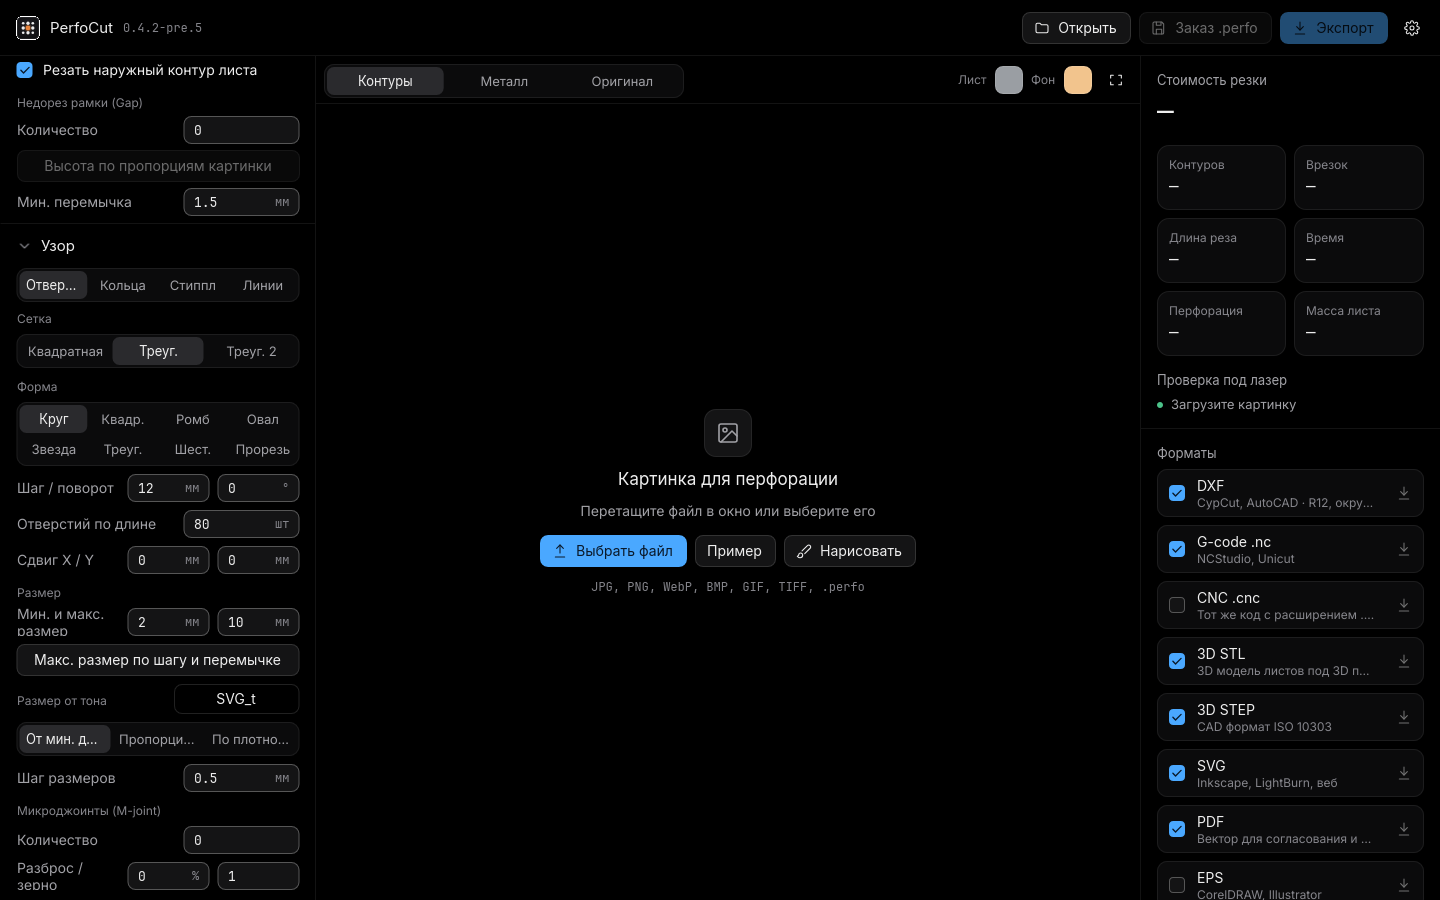 PerfoCut 0.4.2-pre.5
Открыть
Заказ .perfo
Экспорт
Резать наружный контур листа
Недорез рамки (Gap)
Количество 0
Высота по пропорциям картинки
Мин. перемычка 1.5 мм
Узор
Отвер... Кольца Стиппл Линии
Сетка
Квадратная Треуг. Треуг. 2
Форма
Круг Квадр. Ромб Овал
Звезда Треуг. Шест. Прорезь
Шаг / поворот 12 мм 0 °
Отверстий по длине 80 шт
Сдвиг X / Y 0 мм 0 мм
Размер
Мин. и макс. размер 2 мм 10 мм
Макс. размер по шагу и перемычке
Размер от тона SVG_t
От мин. д... Пропорци... По плотно...
Шаг размеров 0.5 мм
Микроджоинты (M-joint)
Количество 0
Разброс / зерно 0 % 1
Контуры Металл Оригинал
Лист Фон
Картинка для перфорации
Перетащите файл в окно или выберите его
Выбрать файл Пример Нарисовать
JPG, PNG, WebP, BMP, GIF, TIFF, .perfo
Стоимость резки
—
Контуров Врезок
— —
Длина реза Время
— —
Перфорация Масса листа
— —
Проверка под лазер
Загрузите картинку
Форматы
DXF
CypCut, AutoCAD · R12, окру...
G-code .nc
NCStudio, Unicut
CNC .cnc
Тот же код с расширением ....
3D STL
3D модель листов под 3D п...
3D STEP
CAD формат ISO 10303
SVG
Inkscape, LightBurn, веб
PDF
Вектор для согласования и ...
EPS
CorelDRAW, Illustrator